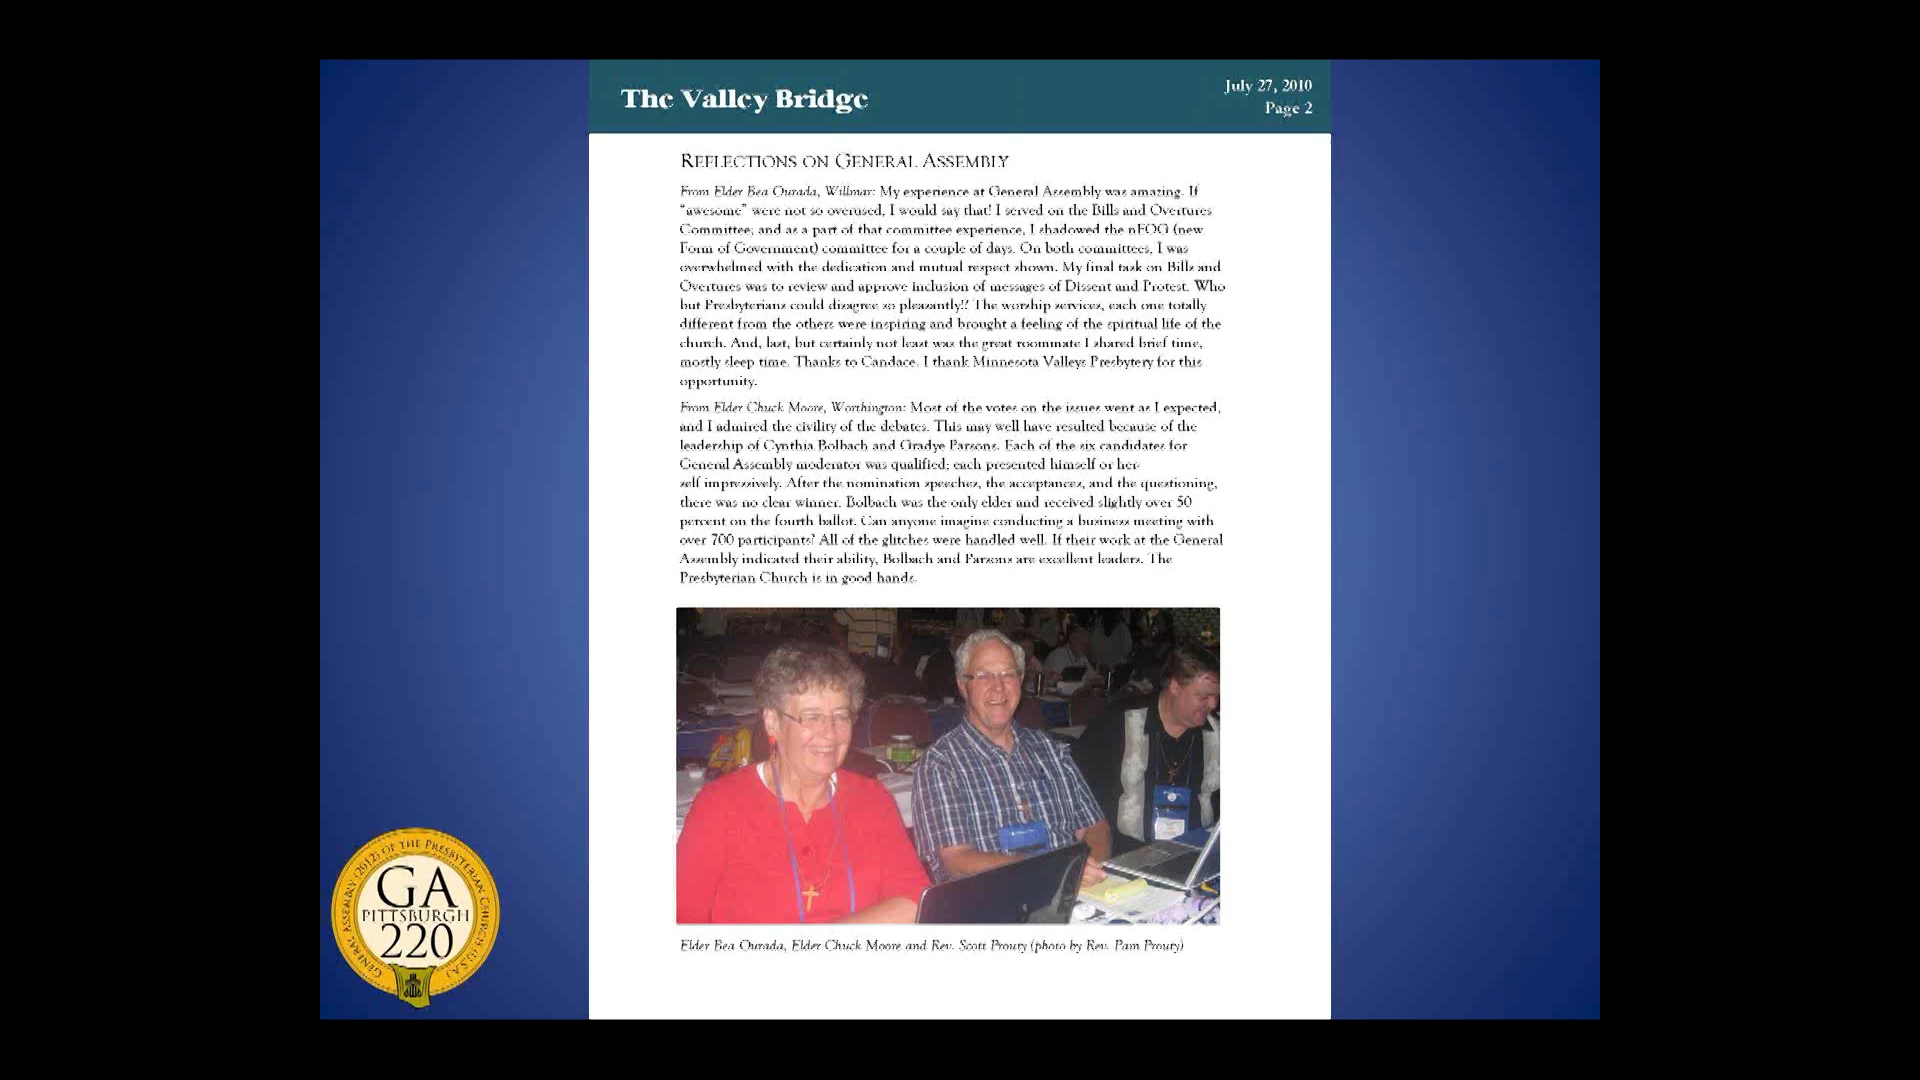 The Valley Bridge
July 27, 2010
Page 2
REFLECTIONS ON GENERAL ASSEMBLY
From Elder Bea Ourada, Willmar: My experience at General Assembly was amazing. If
"awesome" were not so overused, I would say that! I served on the Bills and Overtures
Committee; and as a part of that committee experience, I shadowed the nFOG (new
Form of Government) committee for a couple of days. On both committees, I was
overwhelmed with the dedication and mutual respect shown. My final task on Bills and
Overtures was to review and approve inclusion of messages of Dissent and Protest. Who
but Presbyterians could disagree so pleasantly!? The worship services, each one totally
different from the others were inspiring and brought a feeling of the spiritual life of the
church. And, last, but certainly not least was the great roommate I shared brief time,
mostly sleep time. Thanks to Candace. I thank Minnesota Valleys Presbytery for this
opportunity.
From Elder Chuck Moore, Worthington: Most of the votes on the issues went as I expected,
and I admired the civility of the debates. This may well have resulted because of the
leadership of Cynthia Bolbach and Gradye Parsons. Each of the six candidates for
General Assembly moderator was qualified; each presented himself or her-
self impressively. After the nomination speeches, the acceptances, and the questioning,
there was no clear winner. Bolbach was the only elder and received slightly over 50
percent on the fourth ballot. Can anyone imagine conducting a business meeting with
over 700 participants? All of the glitches were handled well. If their work at the General
Assembly indicated their ability, Bolbach and Parsons are excellent leaders. The
Presbyterian Church is in good hands.
Elder Bea Ourada, Elder Chuck Moore and Rev. Scott Prouty (photo by Rev. Pam Prouty)
GENERAL ASSEMBLY (2012) OF THE PRESBYTERIAN CHURCH (U.S.A.)
GA
PITTSBURGH
220